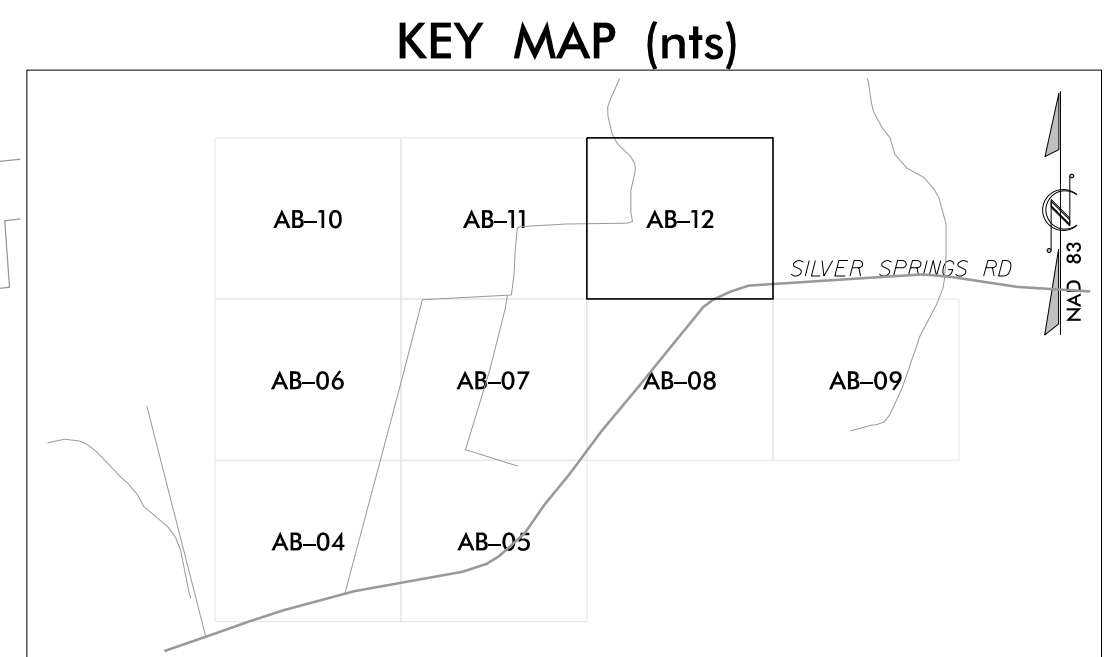 KEY MAP (nts)
AB–10
AB–11
AB–12
SILVER SPRINGS RD
NAD 83
AB–06
AB–07
AB–08
AB–09
AB–04
AB–05